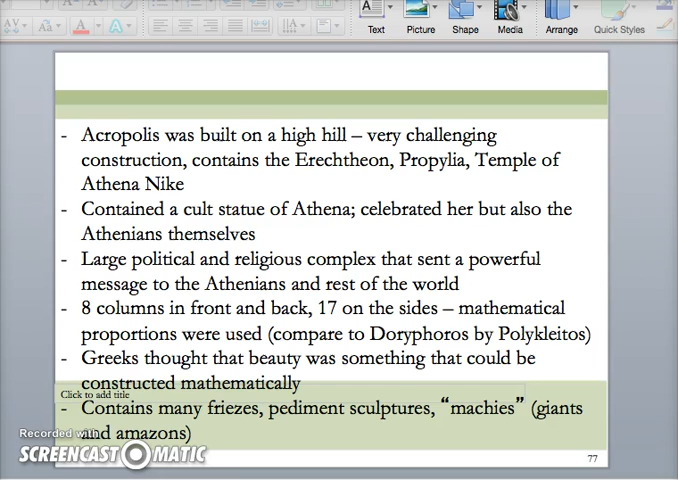 Text
Picture
Shape
Media
Arrange
Quick Styles
- Acropolis was built on a high hill – very challenging
construction, contains the Erechtheon, Propylia, Temple of
Athena Nike
- Contained a cult statue of Athena; celebrated her but also the
Athenians themselves
- Large political and religious complex that sent a powerful
message to the Athenians and rest of the world
- 8 columns in front and back, 17 on the sides – mathematical
proportions were used (compare to Doryphoros by Polykleitos)
- Greeks thought that beauty was something that could be
constructed mathematically
Click to add title
- Contains many friezes, pediment sculptures, “machies” (giants
and amazons)
Recorded with
SCREENCAST MATIC
77